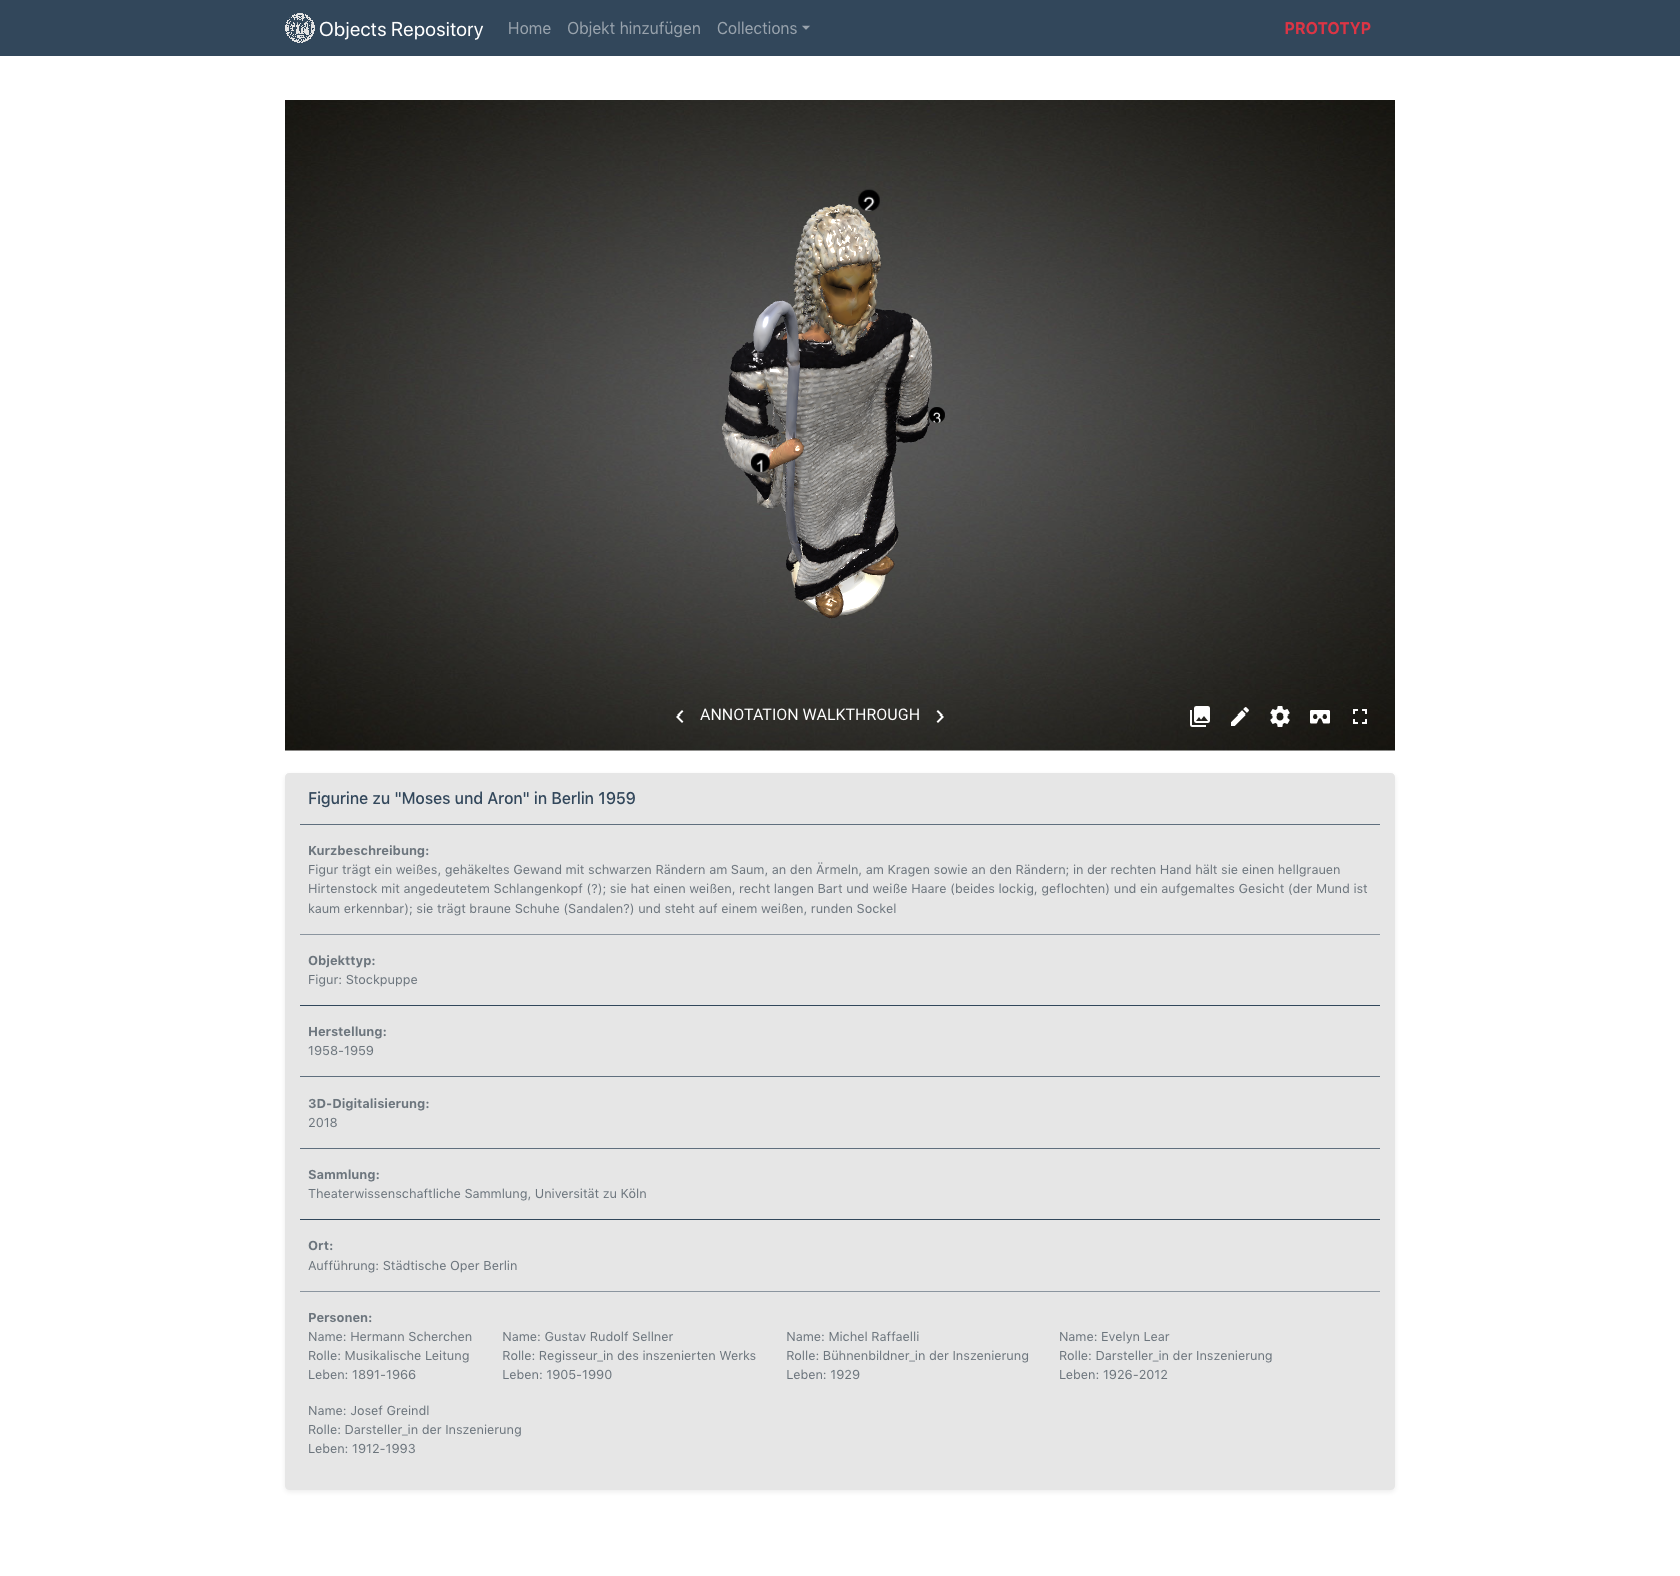 Objects Repository Home Objekt hinzufügen Collections PROTOTYP
2
3
1
ANNOTATION WALKTHROUGH
Figurine zu "Moses und Aron" in Berlin 1959
Kurzbeschreibung:
Figur trägt ein weißes, gehäkeltes Gewand mit schwarzen Rändern am Saum, an den Ärmeln, am Kragen sowie an den Rändern; in der rechten Hand hält sie einen hellgrauen
Hirtenstock mit angedeutetem Schlangenkopf (?); sie hat einen weißen, recht langen Bart und weiße Haare (beides lockig, geflochten) und ein aufgemaltes Gesicht (der Mund ist
kaum erkennbar); sie trägt braune Schuhe (Sandalen?) und steht auf einem weißen, runden Sockel
Objekttyp:
Figur: Stockpuppe
Herstellung:
1958-1959
3D-Digitalisierung:
2018
Sammlung:
Theaterwissenschaftliche Sammlung, Universität zu Köln
Ort:
Aufführung: Städtische Oper Berlin
Personen:
Name: Hermann Scherchen Name: Gustav Rudolf Sellner Name: Michel Raffaelli Name: Evelyn Lear
Rolle: Musikalische Leitung Rolle: Regisseur_in des inszenierten Werks Rolle: Bühnenbildner_in der Inszenierung Rolle: Darsteller_in der Inszenierung
Leben: 1891-1966 Leben: 1905-1990 Leben: 1929 Leben: 1926-2012
Name: Josef Greindl
Rolle: Darsteller_in der Inszenierung
Leben: 1912-1993